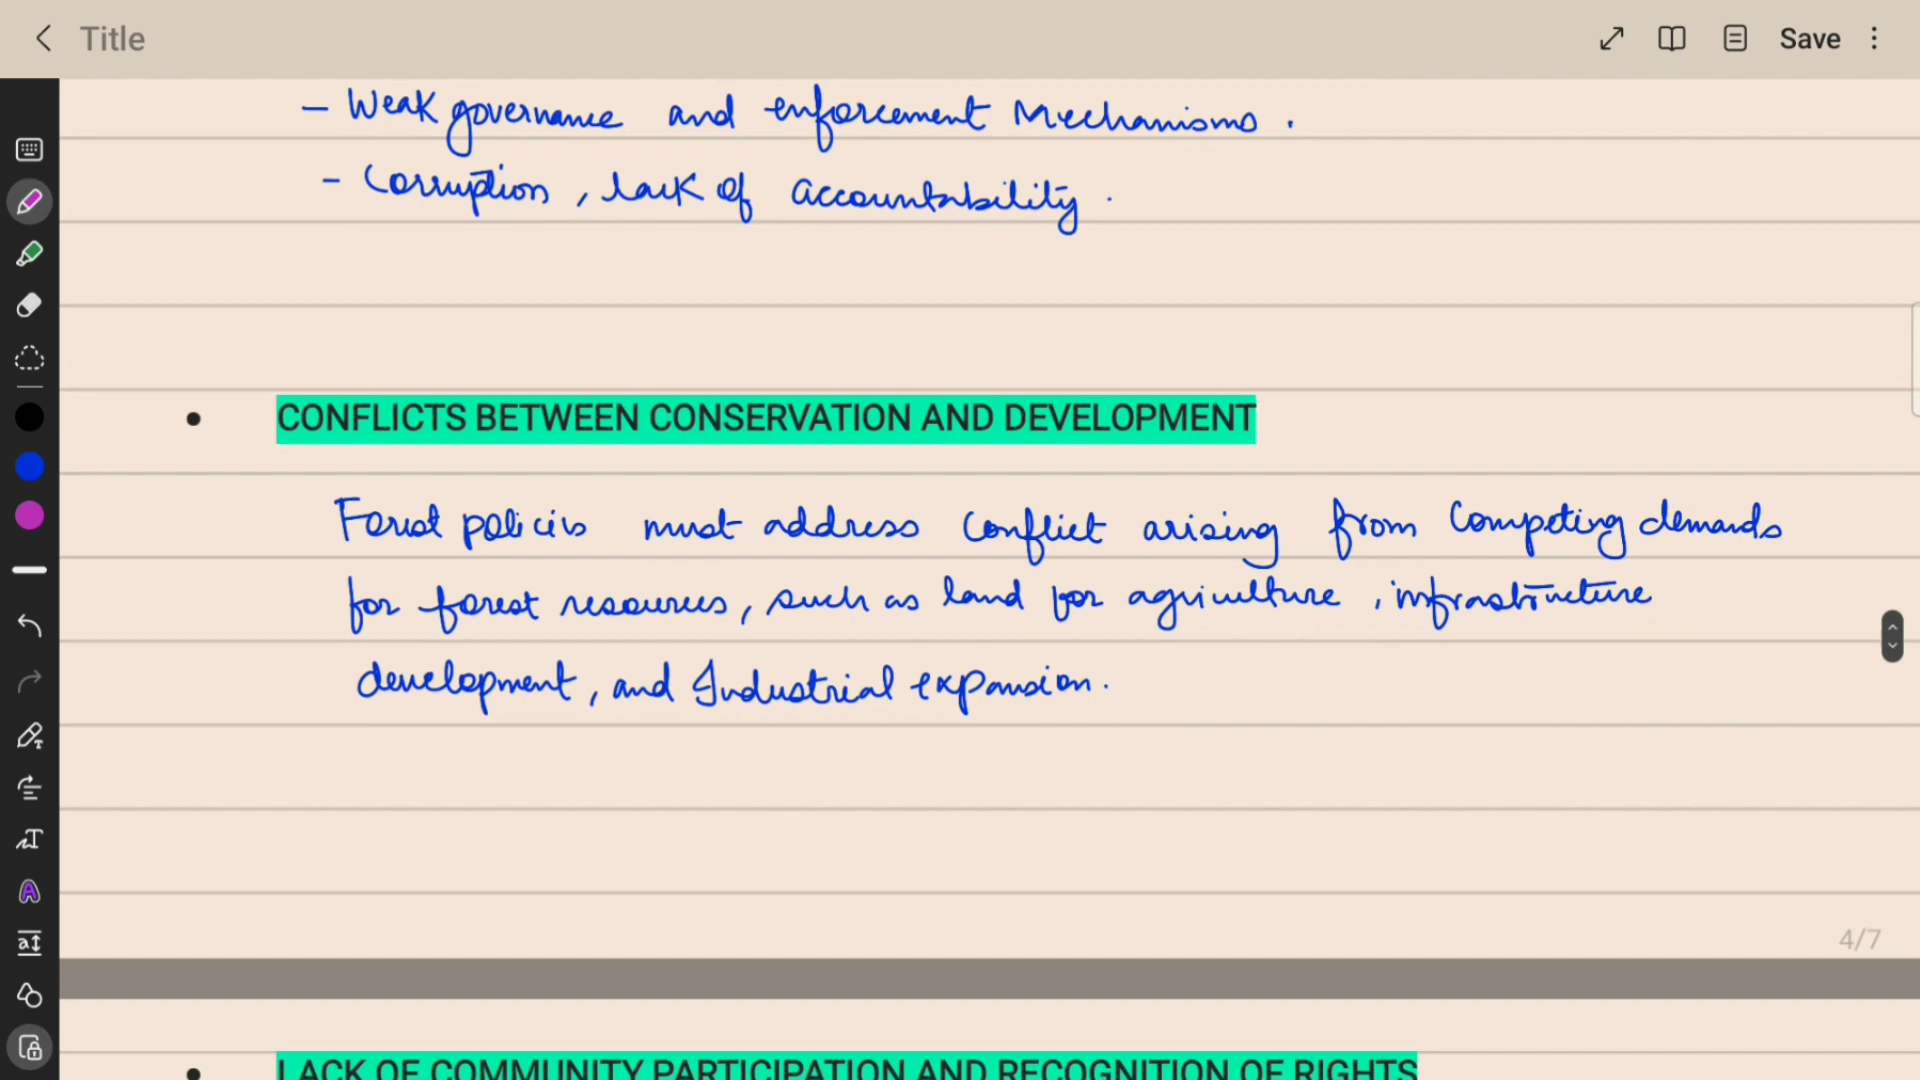 Title
Save
- Weak governance and enforcement Mechanisms.
- Corruption, lack of accountability.
• CONFLICTS BETWEEN CONSERVATION AND DEVELOPMENT
Forest policies must address conflict arising from competing demands
for forest resources, such as land for agriculture, infrastructure
development, and Industrial expansion.
4/7
• LACK OF COMMUNITY PARTICIPATION AND RECOGNITION OF RIGHTS